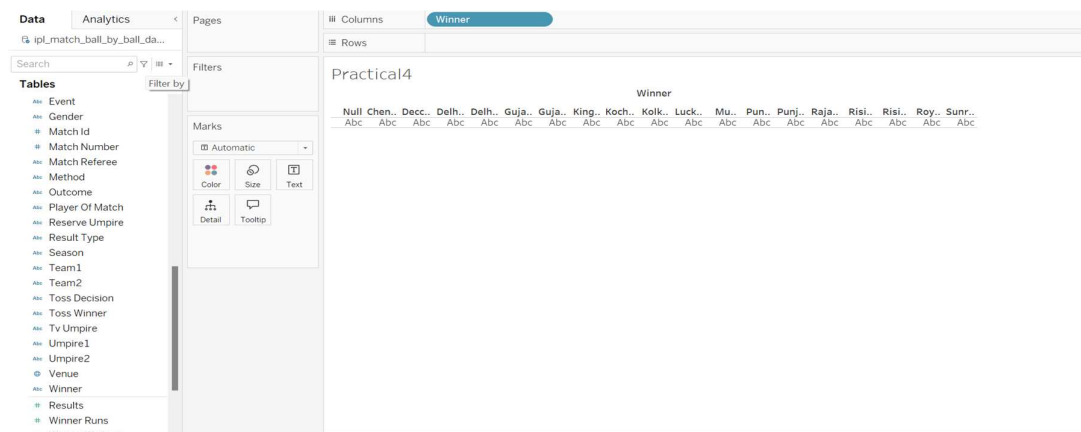 Data Analytics <
ipl_match_ball_by_ball_da...
Search
Tables
Filter by
Abc Event
Abc Gender
# Match Id
# Match Number
Abc Match Referee
Abc Method
Abc Outcome
Abc Player Of Match
Abc Reserve Umpire
Abc Result Type
Abc Season
Abc Team1
Abc Team2
Abc Toss Decision
Abc Toss Winner
Abc Tv Umpire
Abc Umpire1
Abc Umpire2
Venue
Abc Winner
# Results
# Winner Runs
Pages
Filters
Marks
Automatic
Color Size Text
Detail Tooltip
Columns Winner
Rows
Practical4
Winner
Null Chen.. Decc.. Delh.. Delh.. Guja.. Guja.. King.. Koch.. Kolk.. Luck.. Mu.. Pun.. Punj.. Raja.. Risi.. Risi.. Roy.. Sunr..
Abc Abc Abc Abc Abc Abc Abc Abc Abc Abc Abc Abc Abc Abc Abc Abc Abc Abc Abc